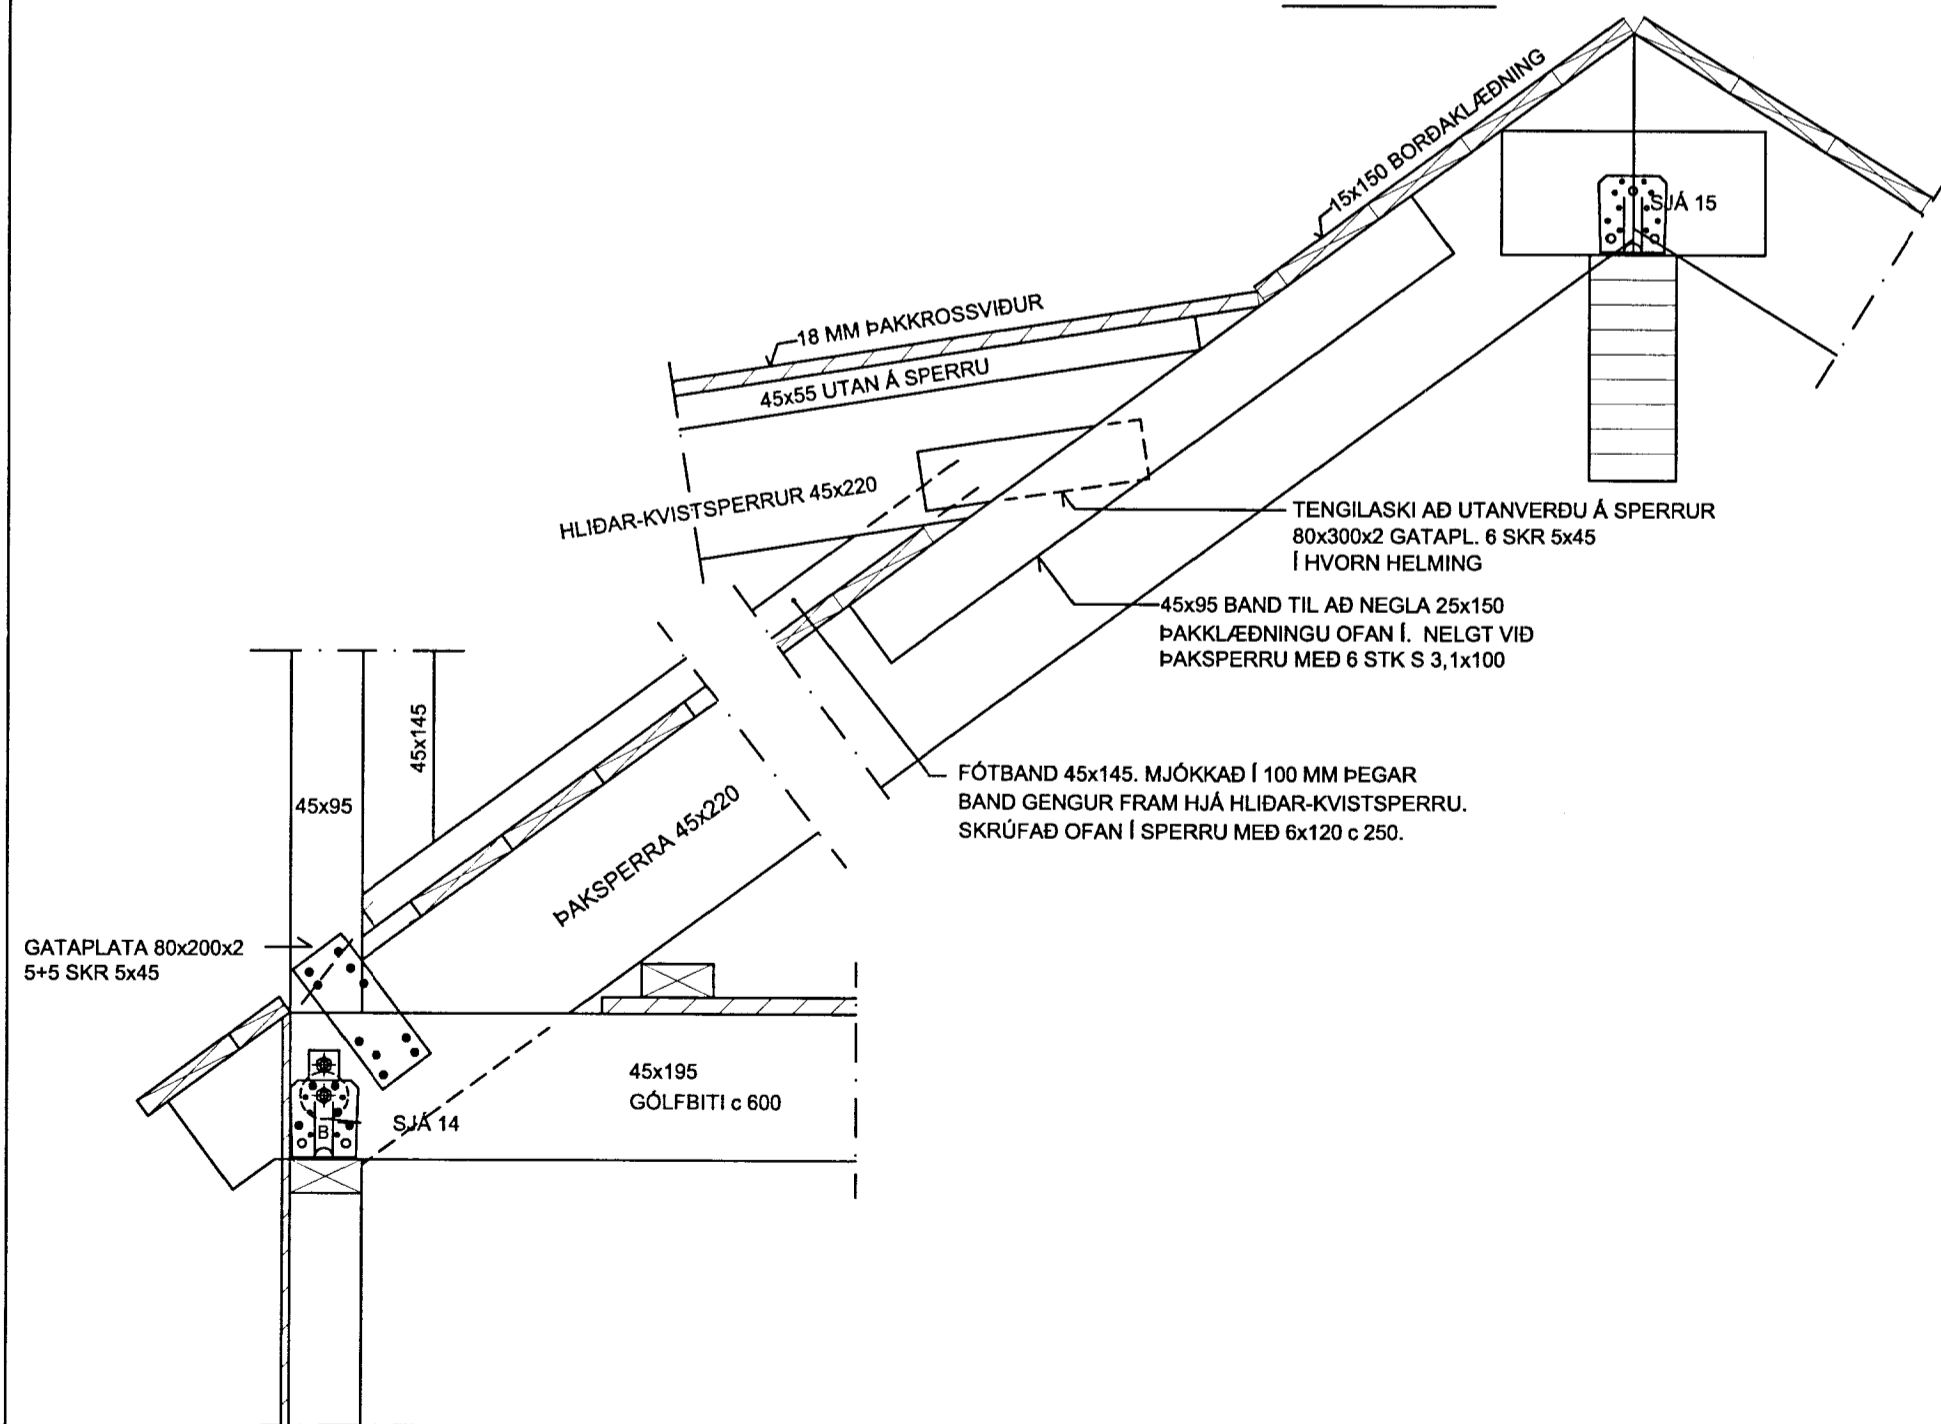 15x150 BORÐAKLÆÐNING
SJÁ 15
18 MM ÞAKKROSSVIÐUR
45x55 UTAN Á SPERRU
HLIÐAR-KVISTSPERRUR 45x220
TENGILASKI AÐ UTANVERÐU Á SPERRUR
80x300x2 GATAPL. 6 SKR 5x45
Í HVORN HELMING
45x95 BAND TIL AÐ NEGLA 25x150
ÞAKKLÆÐNINGU OFAN Í. NELGT VIÐ
ÞAKSPERRU MEÐ 6 STK S 3,1x100
45x145
45x95
FÓTBAND 45x145. MJÓKKAÐ Í 100 MM ÞEGAR
BAND GENGUR FRAM HJÁ HLIÐAR-KVISTSPERRU.
SKRÚFAÐ OFAN Í SPERRU MEÐ 6x120 c 250.
ÞAKSPERRA 45x220
GATAPLATA 80x200x2
5+5 SKR 5x45
45x195
GÓLFBITI c 600
SJÁ 14
B